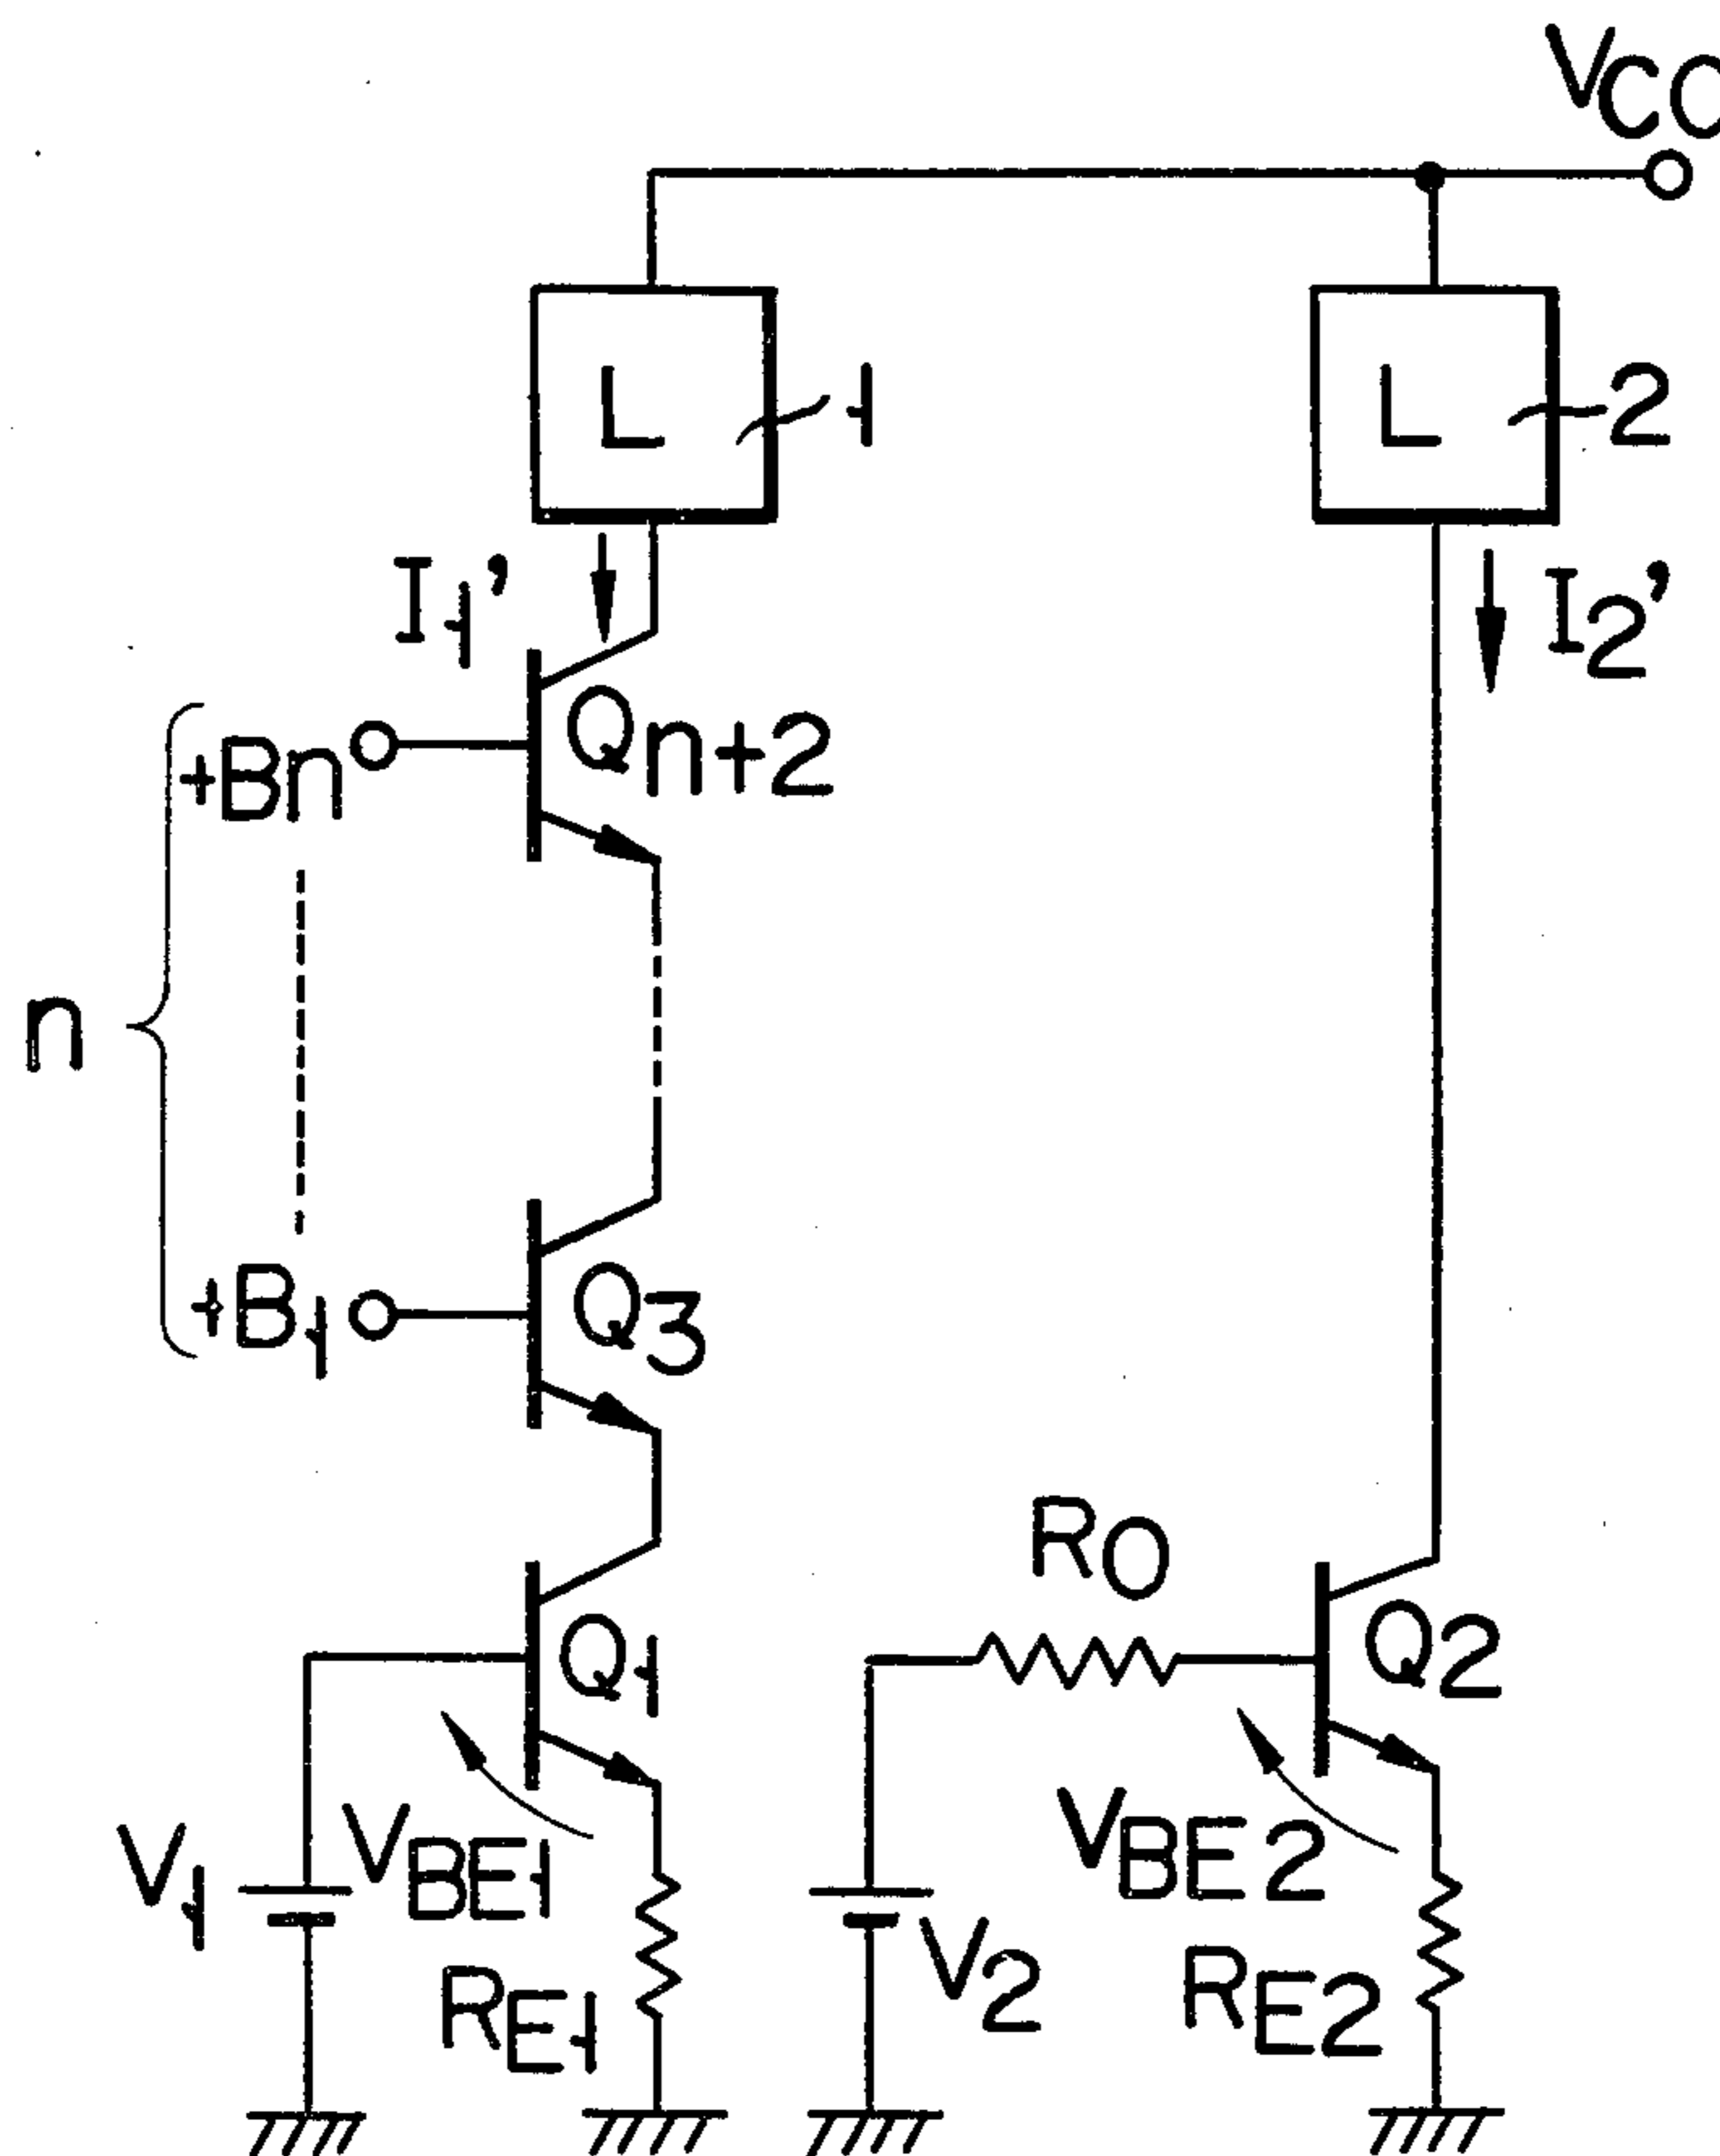 VCC
L
1
L
2
I1'
I2'
Qn+2
+Bn
n
+B1
Q3
RO
Q1
Q2
V1
VBE1
VBE2
V2
RE1
RE2